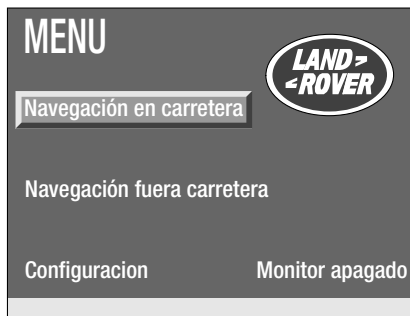 MENU
LAND
ROVER
Navegación en carretera
Navegación fuera carretera
Configuracion
Monitor apagado